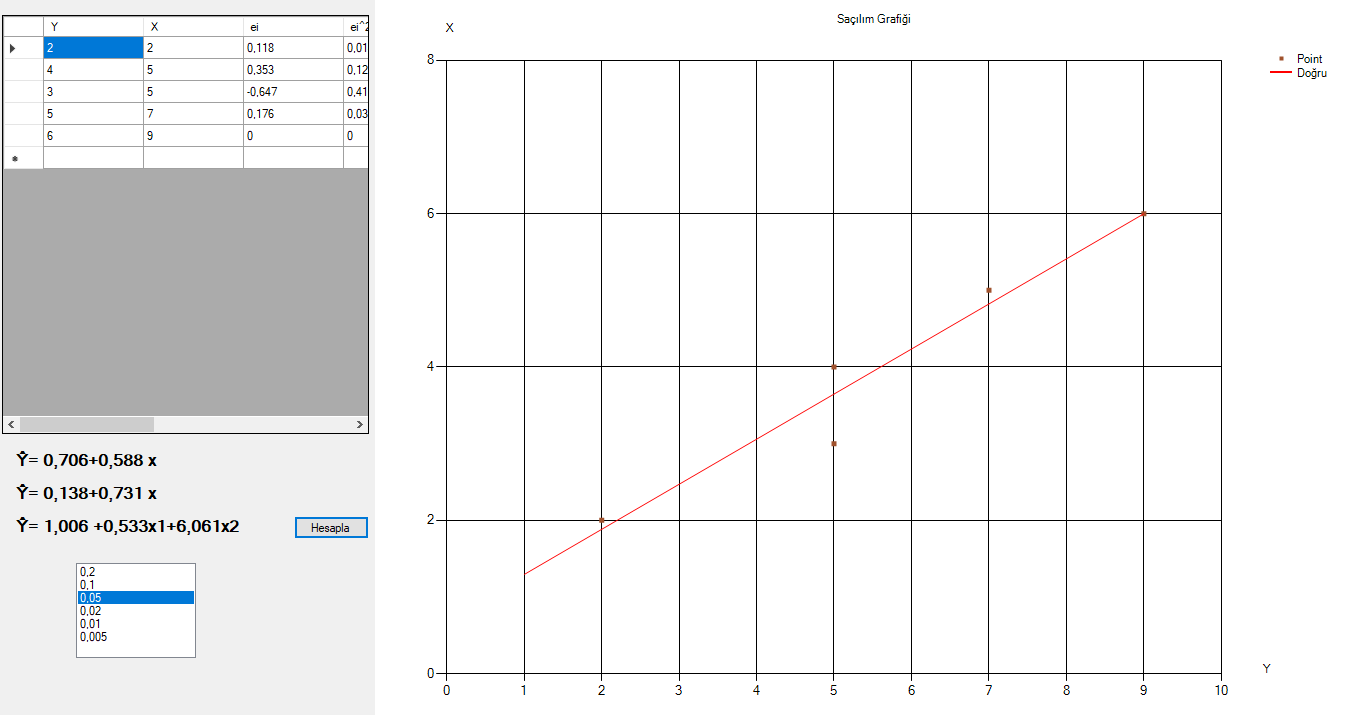 Y X ei ei^2
2 2 0,118 0,01
4 5 0,353 0,12
3 5 -0,647 0,41
5 7 0,176 0,03
6 9 0 0
Ŷ= 0,706+0,588 x
Ŷ= 0,138+0,731 x
Ŷ= 1,006 +0,533x1+6,061x2
Hesapla
0,2
0,1
0,05
0,02
0,01
0,005
Saçılım Grafiği
X
Point
Doğru
8
6
4
2
0
0 1 2 3 4 5 6 7 8 9 10
Y